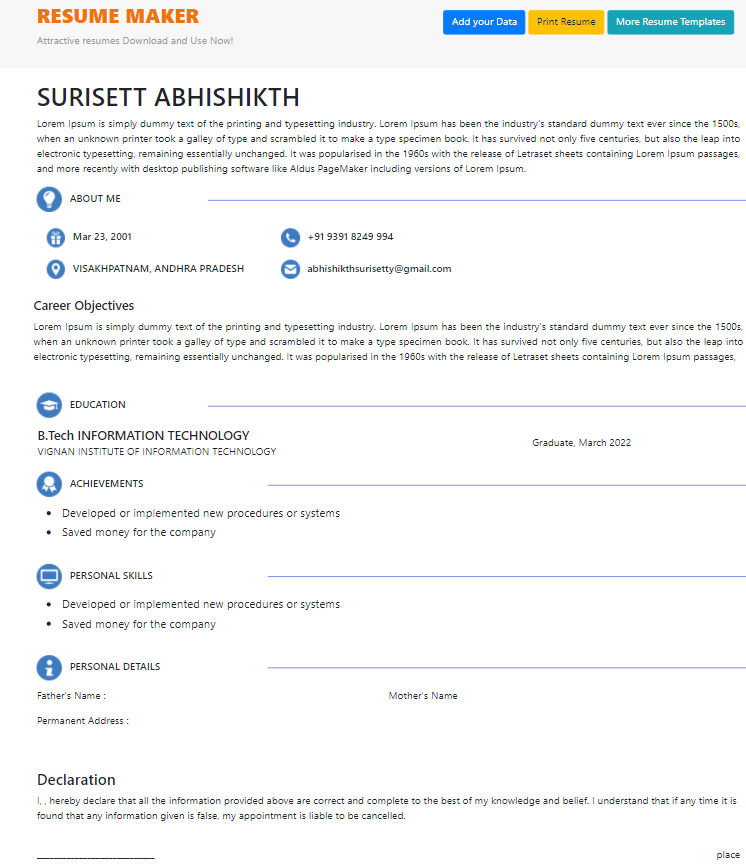 RESUME MAKER
Attractive resumes Download and Use Now!
Add your Data Print Resume More Resume Templates
SURISETT ABHISHIKTH
Lorem Ipsum is simply dummy text of the printing and typesetting industry. Lorem Ipsum has been the industry's standard dummy text ever since the 1500s,
when an unknown printer took a galley of type and scrambled it to make a type specimen book. It has survived not only five centuries, but also the leap into
electronic typesetting, remaining essentially unchanged. It was popularised in the 1960s with the release of Letraset sheets containing Lorem Ipsum passages,
and more recently with desktop publishing software like Aldus PageMaker including versions of Lorem Ipsum.
ABOUT ME
Mar 23, 2001 +91 9391 8249 994
VISAKHPATNAM, ANDHRA PRADESH abhishikthsurisetty@gmail.com
Career Objectives
Lorem Ipsum is simply dummy text of the printing and typesetting industry. Lorem Ipsum has been the industry's standard dummy text ever since the 1500s,
when an unknown printer took a galley of type and scrambled it to make a type specimen book. It has survived not only five centuries, but also the leap into
electronic typesetting, remaining essentially unchanged. It was popularised in the 1960s with the release of Letraset sheets containing Lorem Ipsum passages,
EDUCATION
B.Tech INFORMATION TECHNOLOGY
Graduate, March 2022
VIGNAN INSTITUTE OF INFORMATION TECHNOLOGY
ACHIEVEMENTS
• Developed or implemented new procedures or systems
• Saved money for the company
PERSONAL SKILLS
• Developed or implemented new procedures or systems
• Saved money for the company
PERSONAL DETAILS
Father's Name : Mother's Name
Permanent Address :
Declaration
I, , hereby declare that all the information provided above are correct and complete to the best of my knowledge and belief. I understand that if any time it is
found that any information given is false, my appointment is liable to be cancelled.
____________________________ place